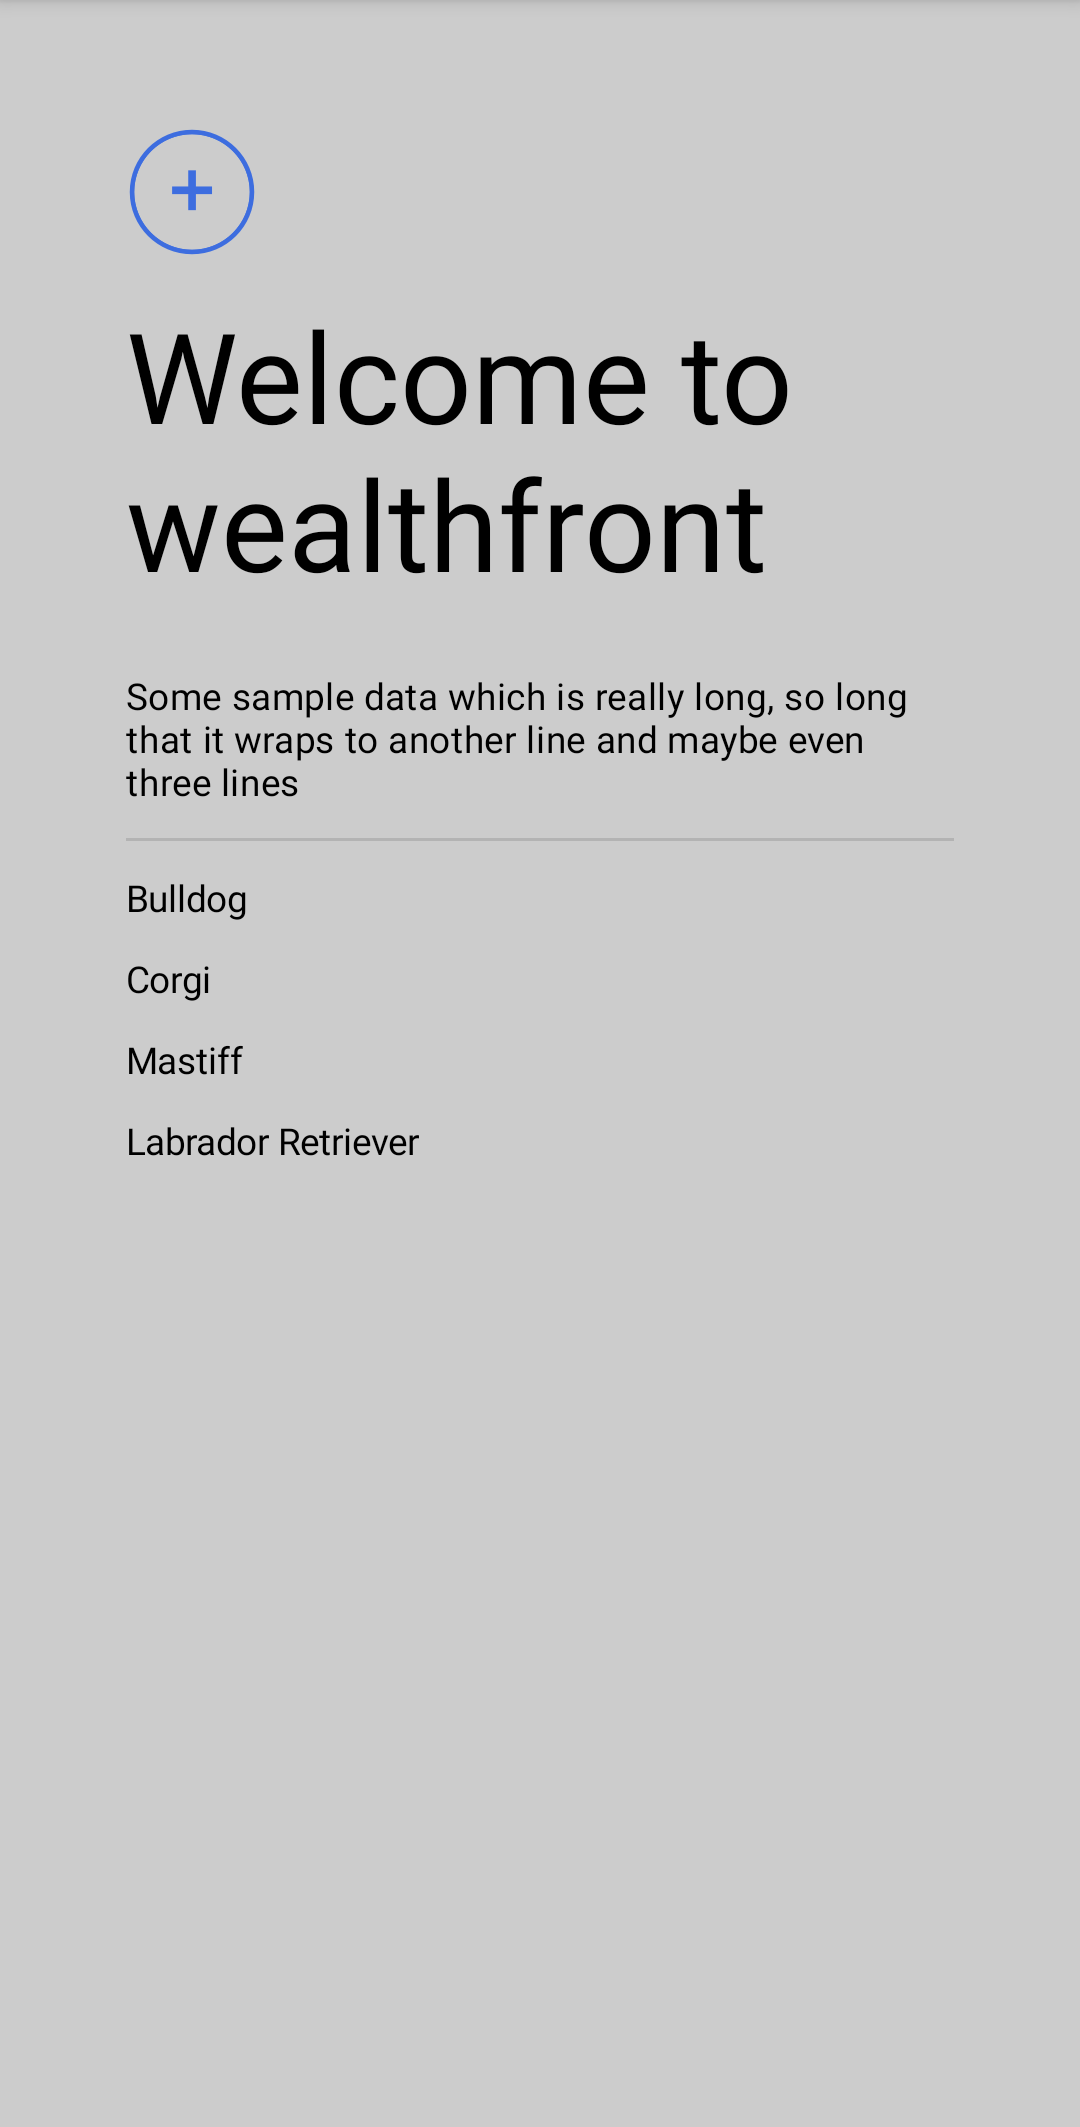 Welcome to
wealthfront
Some sample data which is really long, so long
that it wraps to another line and maybe even
three lines
Bulldog
Corgi
Mastiff
Labrador Retriever